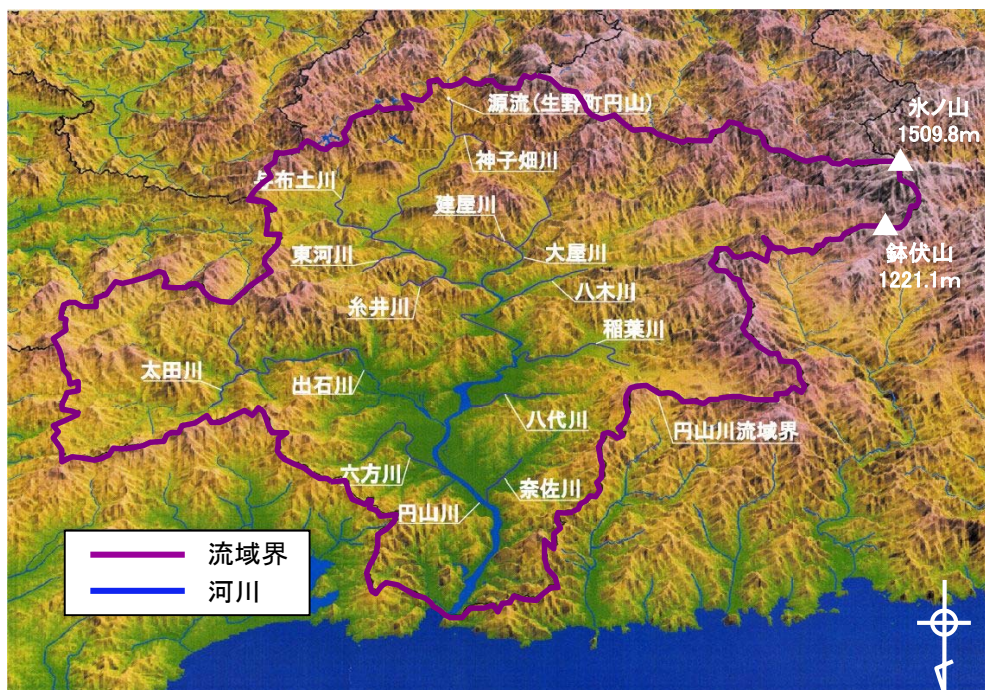 源流(生野町円山)
氷ノ山
1509.8m
神子畑川
与布土川
建屋川
東河川
大屋川
鉢伏山
1221.1m
糸井川
八木川
稲葉川
太田川
出石川
八代川
円山川流域界
六方川
奈佐川
円山川
流域界
河川